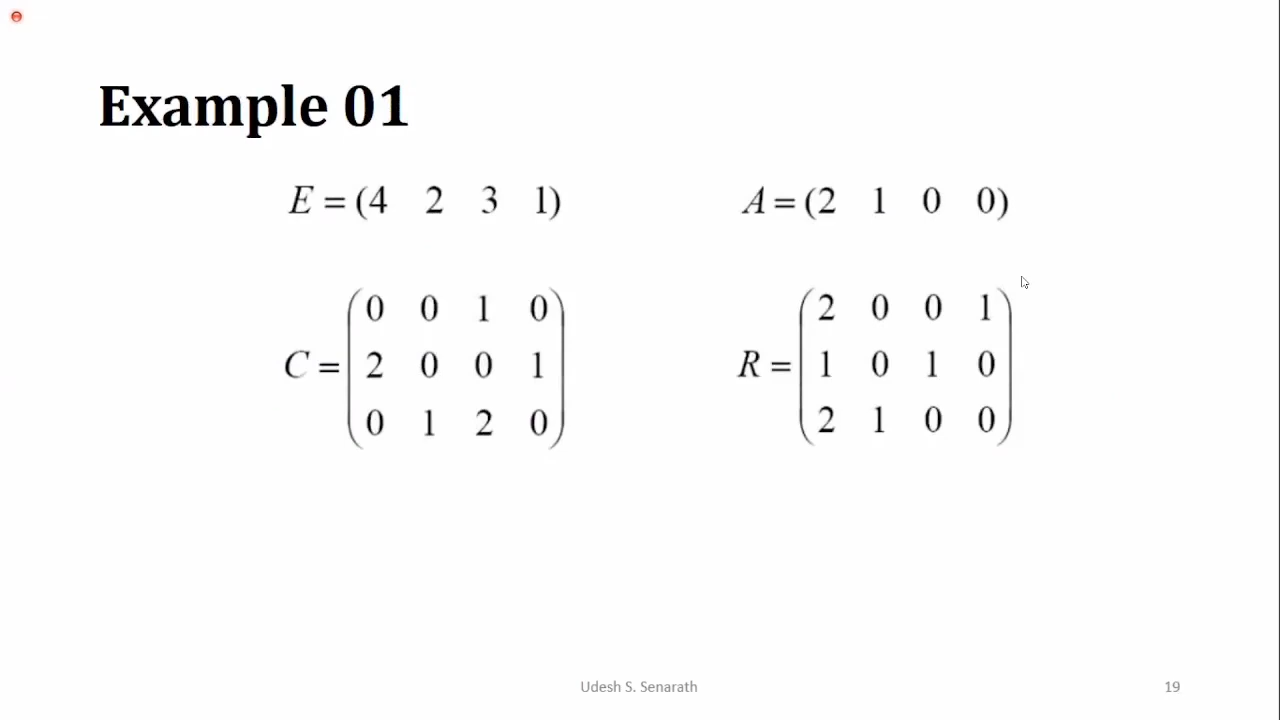 Example 01
E = (4 2 3 1)
A = (2 1 0 0)
C = (0 0 1 0
2 0 0 1
0 1 2 0)
R = (2 0 0 1
1 0 1 0
2 1 0 0)
Udesh S. Senarath
19